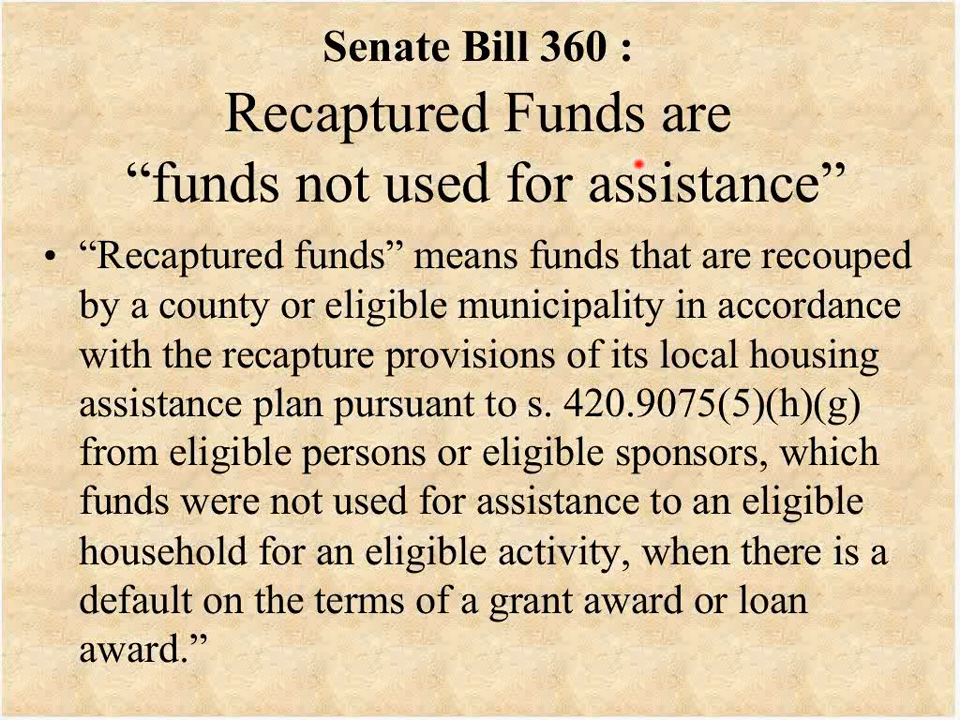 Senate Bill 360 :
Recaptured Funds are
“funds not used for assistance”
• “Recaptured funds” means funds that are recouped
by a county or eligible municipality in accordance
with the recapture provisions of its local housing
assistance plan pursuant to s. 420.9075(5)(h)(g)
from eligible persons or eligible sponsors, which
funds were not used for assistance to an eligible
household for an eligible activity, when there is a
default on the terms of a grant award or loan
award.”